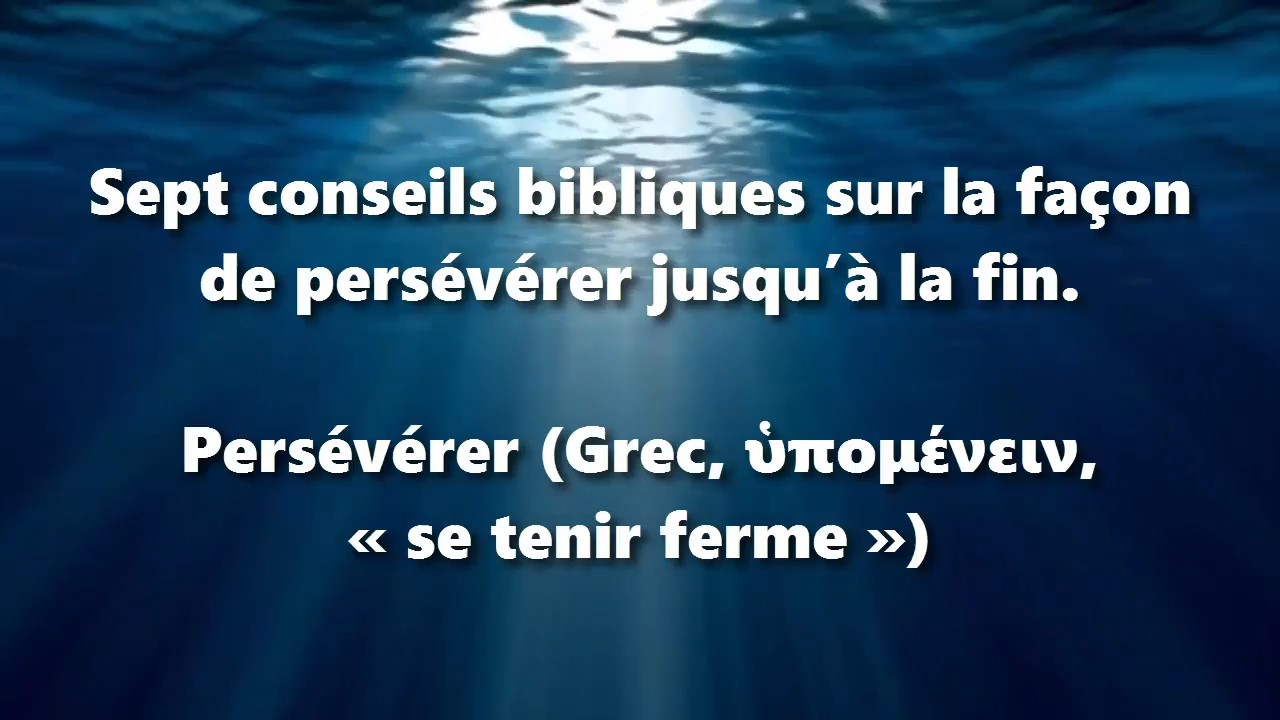 Sept conseils bibliques sur la façon
de persévérer jusqu′à la fin.
Persévérer (Grec, ὑπομένειν,
« se tenir ferme »)